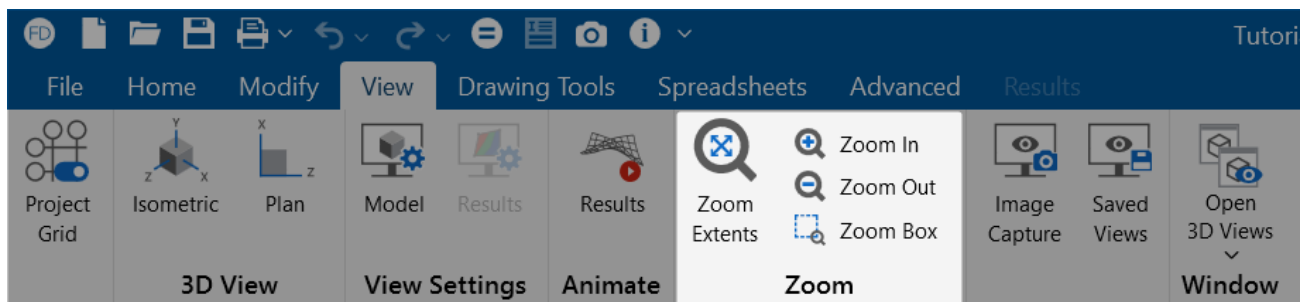 FD
Tutori
File Home Modify View Drawing Tools Spreadsheets Advanced Results
Y X
z x z
Project Grid
Isometric Plan
Model Results
Results
Zoom Extents
Zoom In
Zoom Out
Zoom Box
Image Capture
Saved Views
Open 3D Views
3D View View Settings Animate Zoom Window